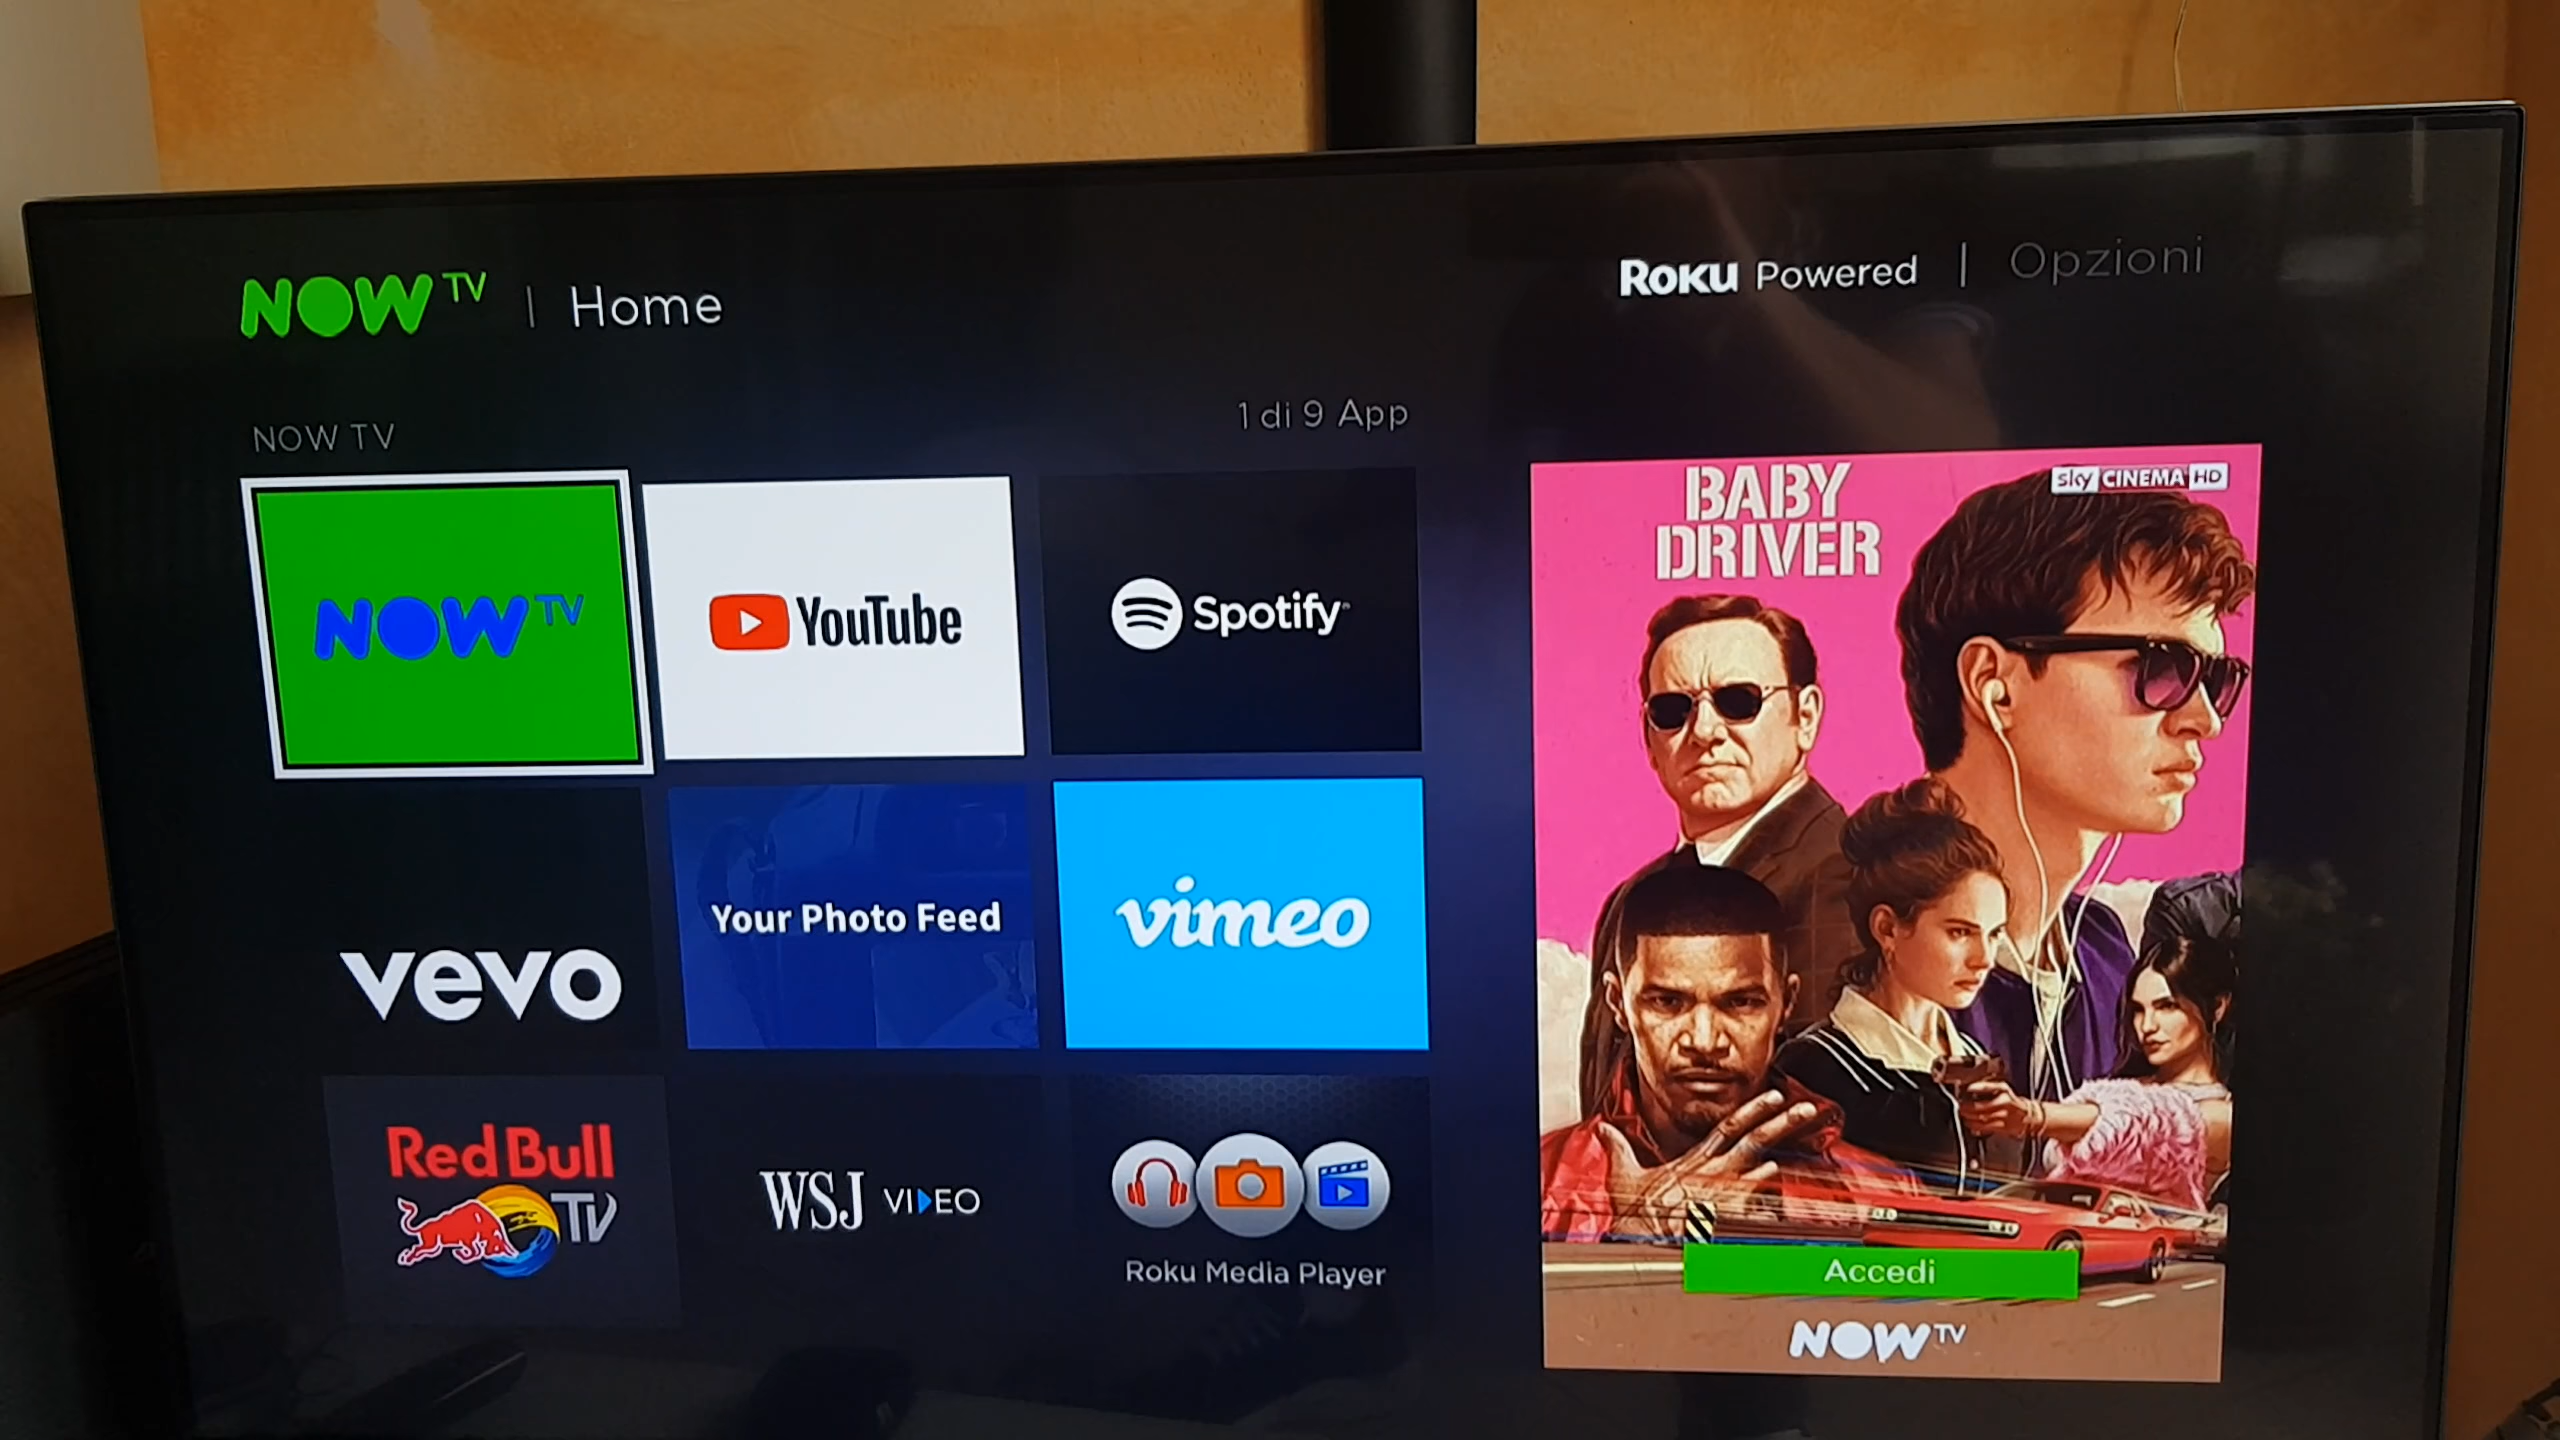 NOW TV | Home
Roku Powered | Opzioni
NOW TV
1 di 9 App
NOW TV
YouTube
Spotify
vevo
Your Photo Feed
vimeo
Red Bull
TV
WSJ VIDEO
Roku Media Player
BABY
DRIVER
sky CINEMA HD
Accedi
NOW TV